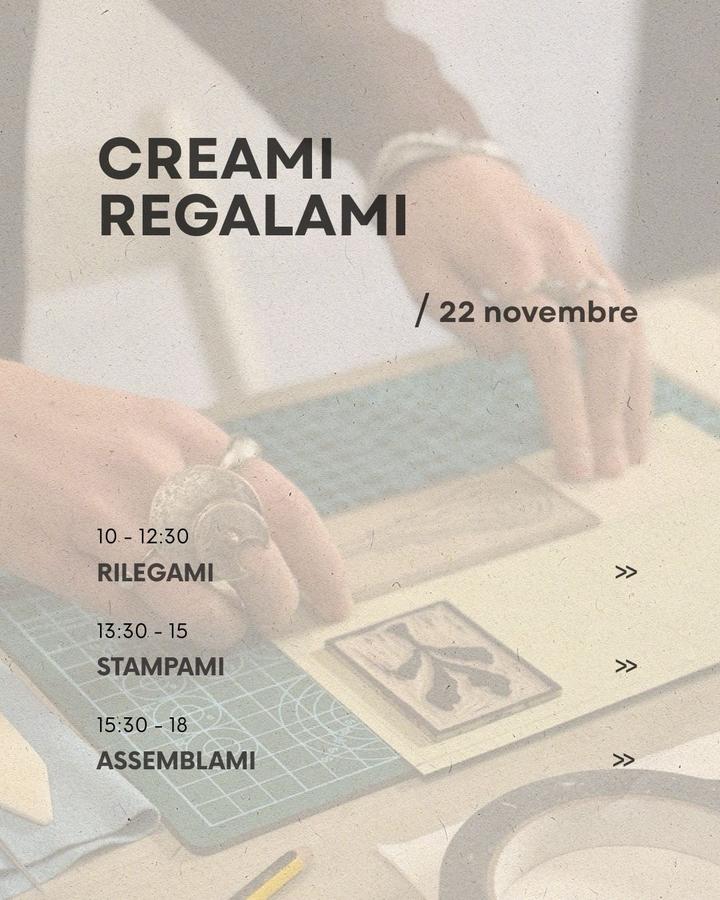 CREAMI
REGALAMI
/ 22 novembre
10 - 12:30
RILEGAMI
>>
13:30 - 15
STAMPAMI
>>
15:30 - 18
ASSEMBLAMI
>>